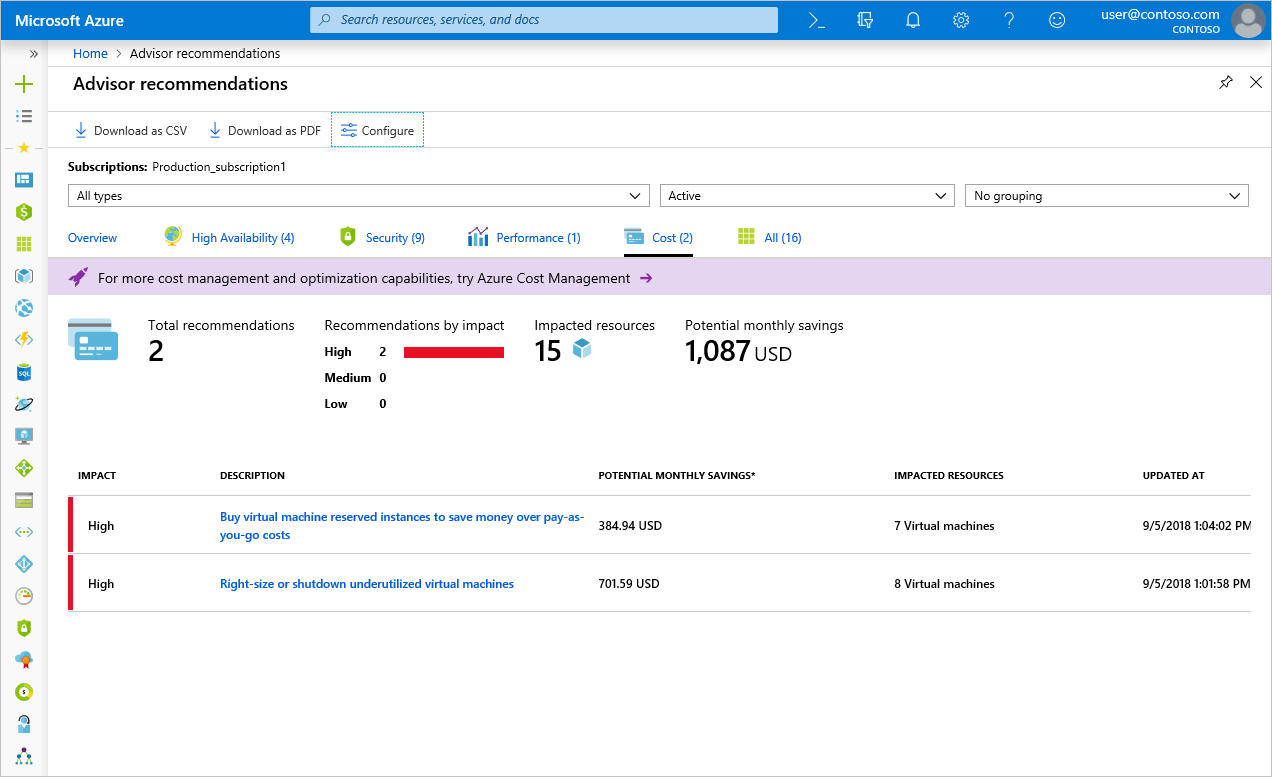 Microsoft Azure
Search resources, services, and docs
user@contoso.com
CONTOSO
Home > Advisor recommendations
Advisor recommendations
Download as CSV
Download as PDF
Configure
Subscriptions: Production_subscription1
All types
Active
No grouping
Overview
High Availability (4)
Security (9)
Performance (1)
Cost (2)
All (16)
For more cost management and optimization capabilities, try Azure Cost Management →
Total recommendations
2
Recommendations by impact
High 2
Medium 0
Low 0
Impacted resources
15
Potential monthly savings
1,087 USD
IMPACT DESCRIPTION POTENTIAL MONTHLY SAVINGS* IMPACTED RESOURCES UPDATED AT
High
Buy virtual machine reserved instances to save money over pay-as-
you-go costs
384.94 USD
7 Virtual machines
9/5/2018 1:04:02 PM
High
Right-size or shutdown underutilized virtual machines
701.59 USD
8 Virtual machines
9/5/2018 1:01:58 PM
SQL